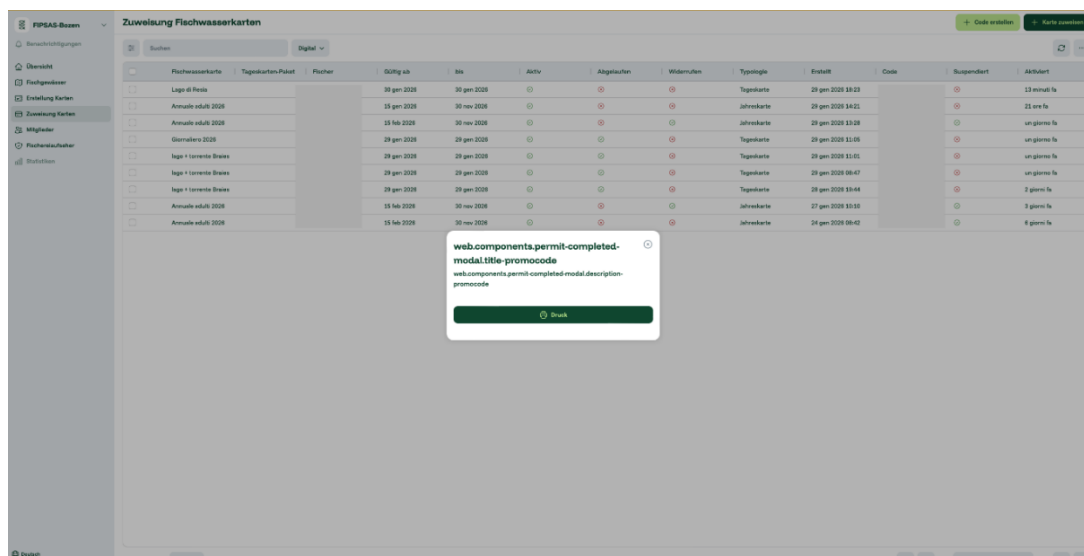 FIPSAS-Bozen
Zuweisung Fischwasserkarten
+ Code erstellen
+ Karte zuweisen
Benachrichtigungen
Suchen
Digital
Übersicht
Fischgewässer
Erstellung Karten
Zuweisung Karten
Mitglieder
Fischereiaufseher
Statistiken
Fischwasserkarte Tageskarten-Paket Fischer Gültig ab bis Aktiv Abgelaufen Widerrufen Typologie Erstellt Code Suspendiert Aktiviert
Lago di Resia 30 gen 2026 30 gen 2026 Tageskarte 29 gen 2026 18:23 13 minuti fa
Annuale adulti 2026 15 gen 2026 30 nov 2026 Jahreskarte 29 gen 2026 14:21 21 ore fa
Annuale adulti 2026 15 feb 2026 30 nov 2026 Jahreskarte 29 gen 2026 13:28 un giorno fa
Giornaliero 2026 29 gen 2026 29 gen 2026 Tageskarte 29 gen 2026 11:05 un giorno fa
lago + torrente Braies 29 gen 2026 29 gen 2026 Tageskarte 29 gen 2026 11:01 un giorno fa
lago + torrente Braies 29 gen 2026 29 gen 2026 Tageskarte 29 gen 2026 08:47 un giorno fa
lago + torrente Braies 29 gen 2026 29 gen 2026 Tageskarte 28 gen 2026 10:44 2 giorni fa
Annuale adulti 2026 15 feb 2026 30 nov 2026 Jahreskarte 27 gen 2026 10:10 3 giorni fa
Annuale adulti 2026 15 feb 2026 30 nov 2026 Jahreskarte 24 gen 2026 08:42 6 giorni fa
web.components.permit-completed-
modal.title-promocode
web.components.permit-completed-modal.description-
promocode
Druck
Deutsch